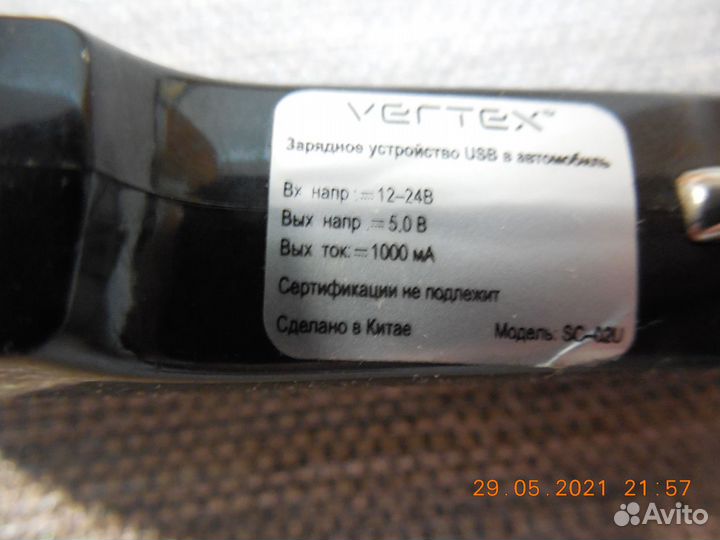 vertex™
Зарядное устройство USB в автомобиль
Вх напр :⎓12–24В
Вых напр .⎓5,0 В
Вых ток:⎓1000 мА
Сертификации не подлежит
Сделано в Китае Модель: SC-02U
29.05.2021 21:57
Avito